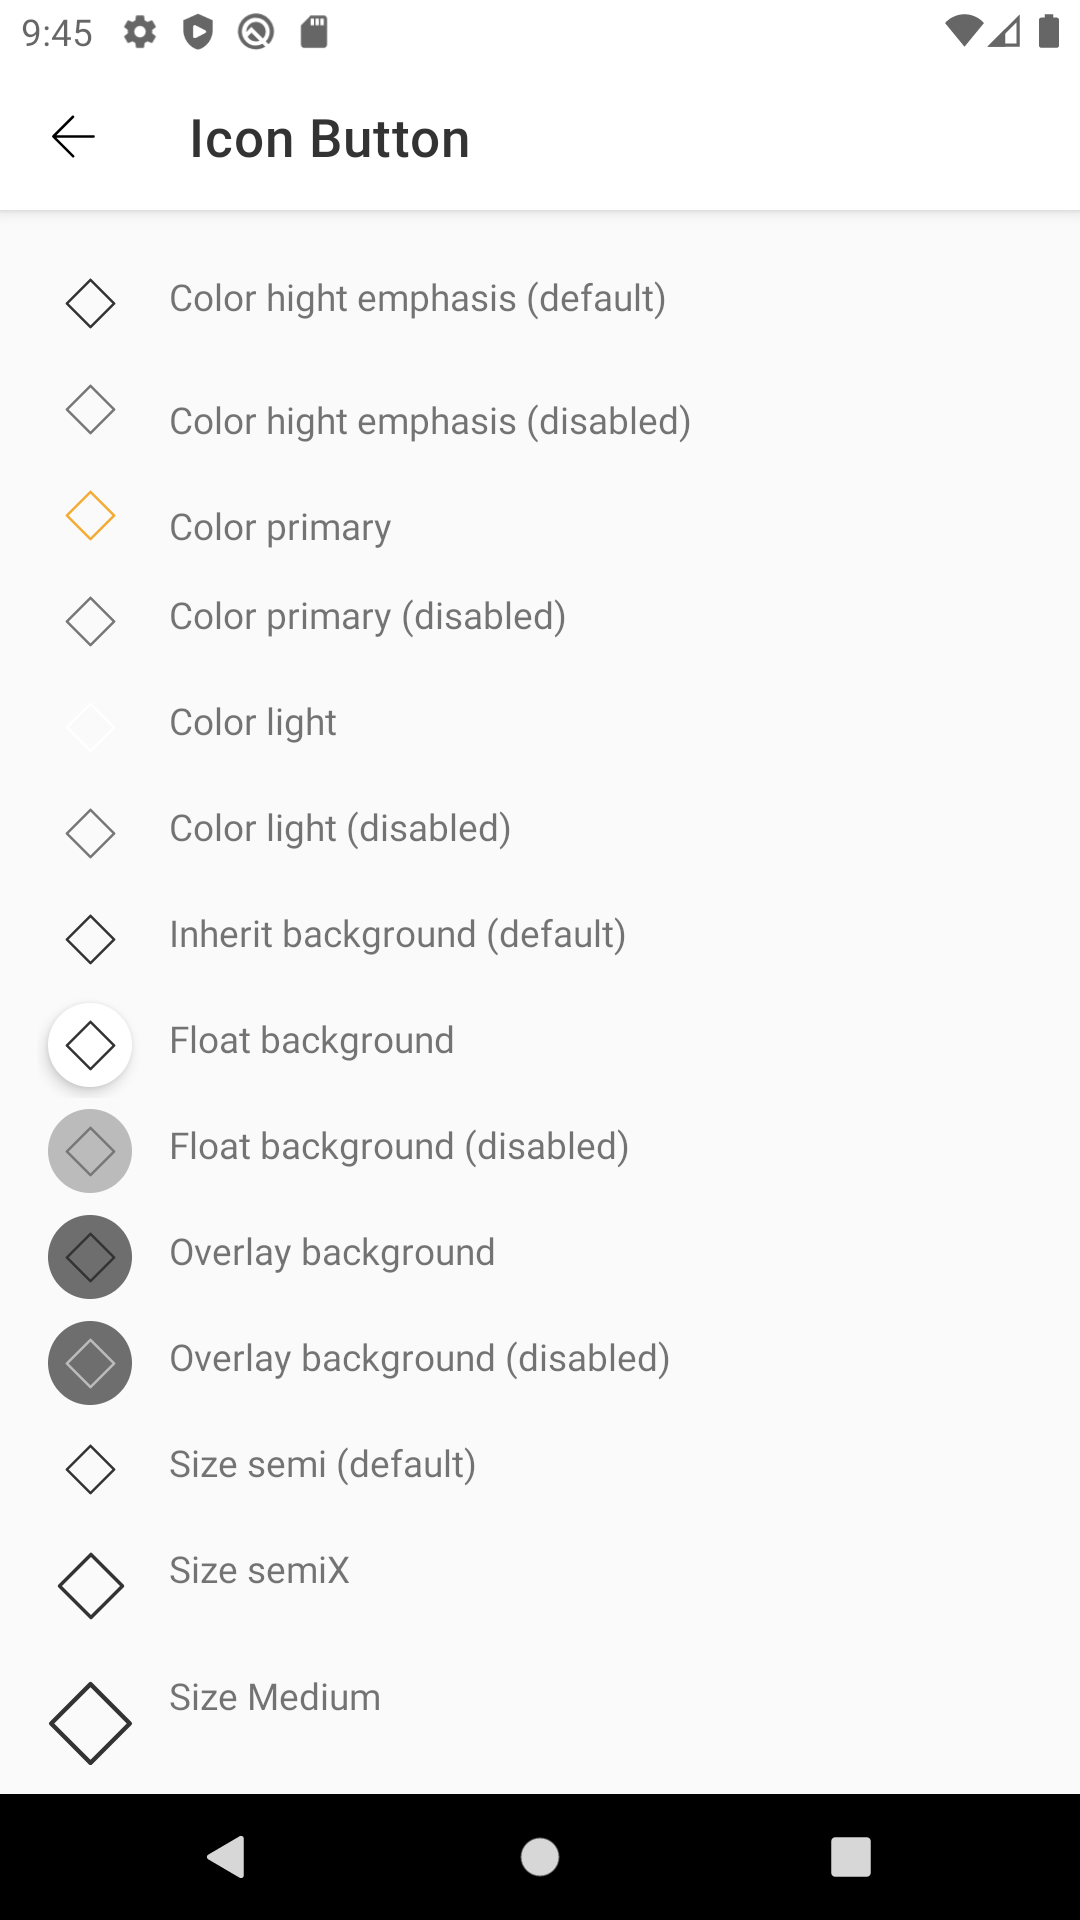 9:45
Icon Button
Color hight emphasis (default)
Color hight emphasis (disabled)
Color primary
Color primary (disabled)
Color light
Color light (disabled)
Inherit background (default)
Float background
Float background (disabled)
Overlay background
Overlay background (disabled)
Size semi (default)
Size semiX
Size Medium